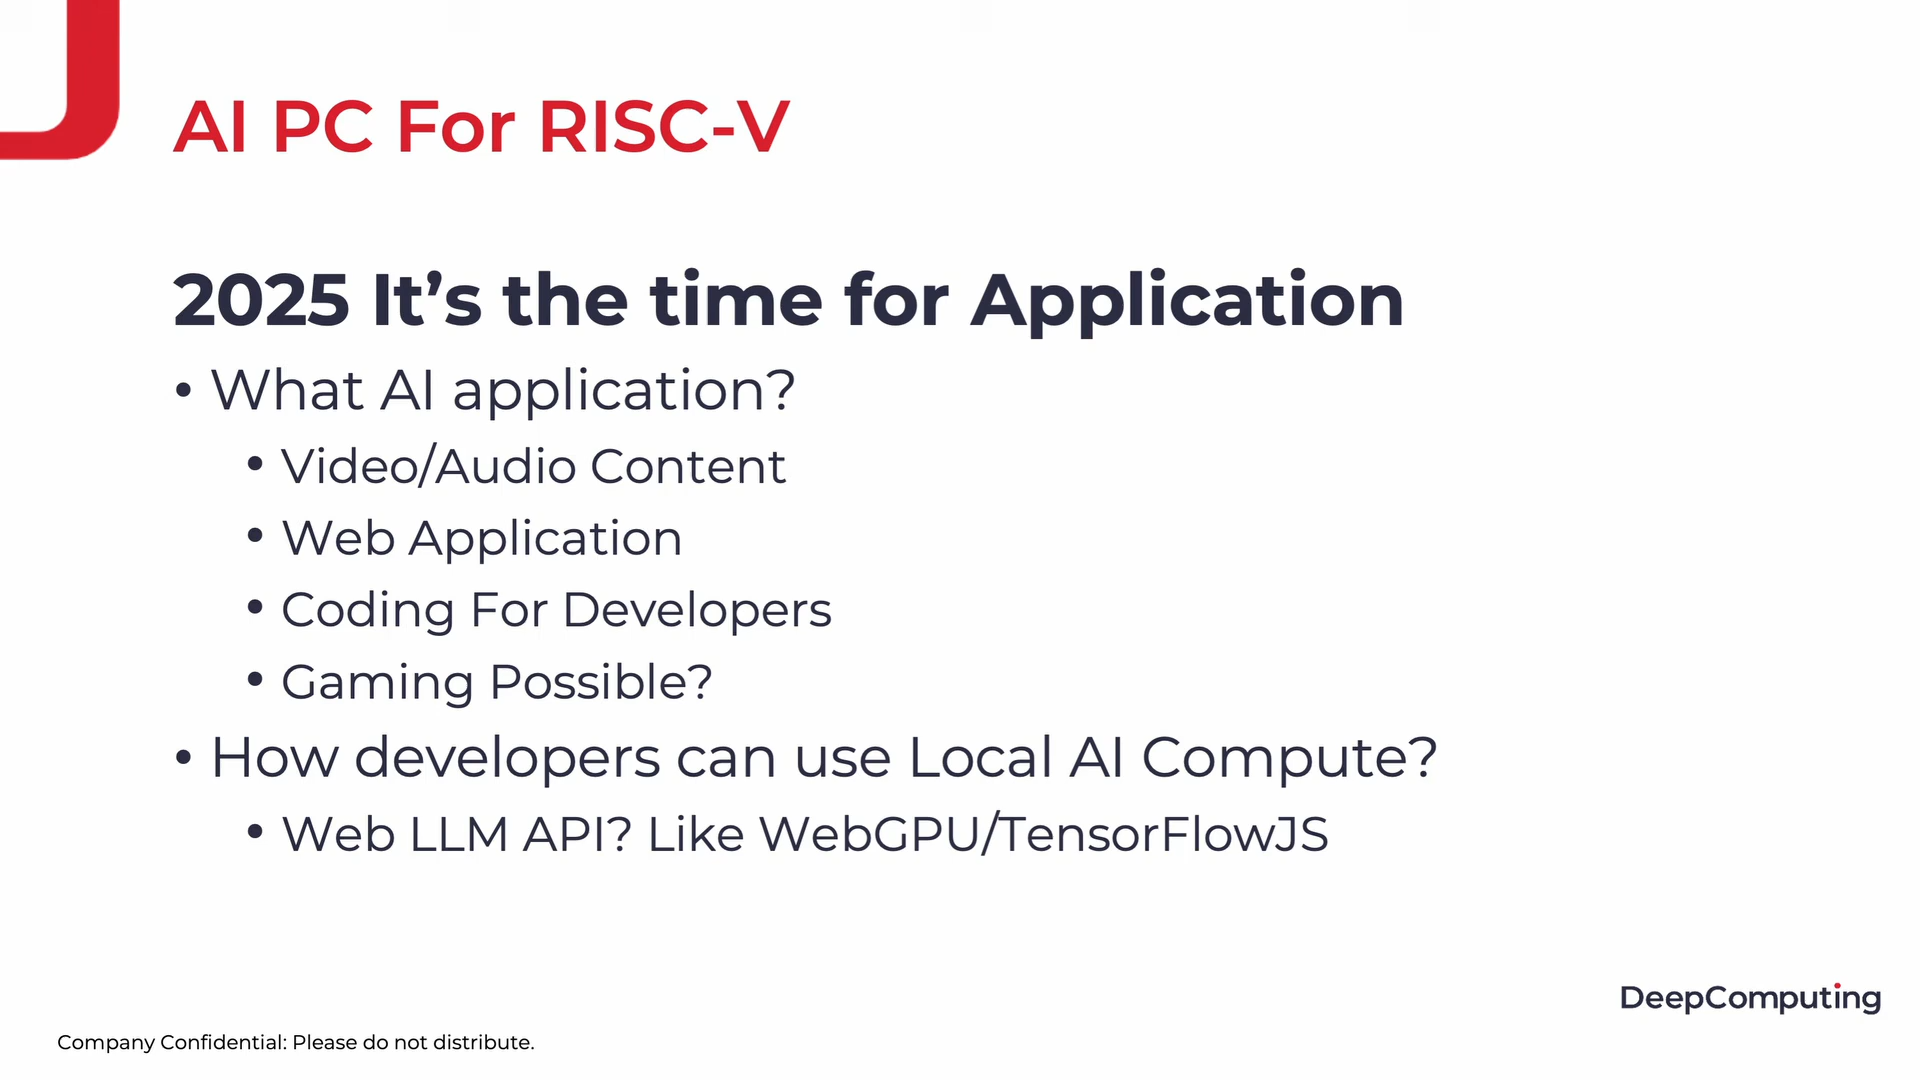 AI PC For RISC-V
2025 It’s the time for Application
• What AI application?
• Video/Audio Content
• Web Application
• Coding For Developers
• Gaming Possible?
• How developers can use Local AI Compute?
• Web LLM API? Like WebGPU/TensorFlowJS
DeepComputing
Company Confidential: Please do not distribute.